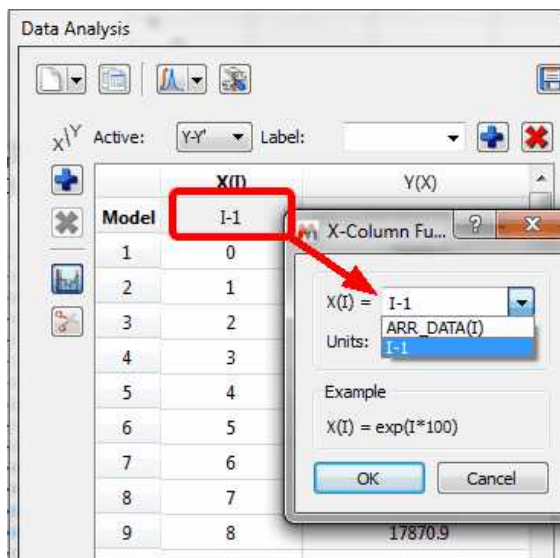 Data Analysis
X\Y Active: Y-Y' Label:
X(I) Y(X)
Model I-1
1 0
2 1
3 2
4 3
5 4
6 5
7 6
8 7
9 8 17870.9
X-Column Fu... ? X
X(I) = I-1
ARR_DATA(I)
Units: I-1
Example
X(I) = exp(I*100)
OK Cancel